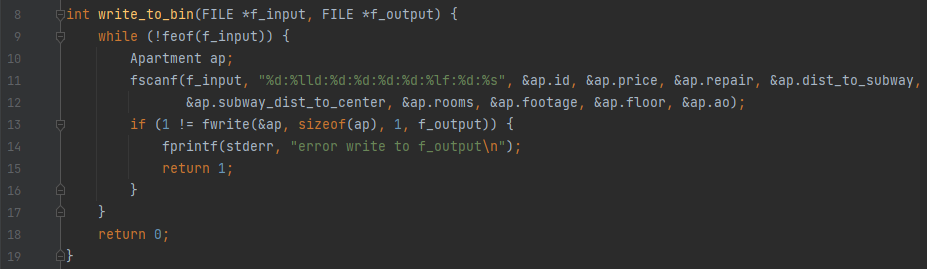 8 int write_to_bin(FILE *f_input, FILE *f_output) {
9 while (!feof(f_input)) {
10 Apartment ap;
11 fscanf(f_input, "%d:%lld:%d:%d:%d:%d:%lf:%d:%s", &ap.id, &ap.price, &ap.repair, &ap.dist_to_subway,
12 &ap.subway_dist_to_center, &ap.rooms, &ap.footage, &ap.floor, &ap.ao);
13 if (1 != fwrite(&ap, sizeof(ap), 1, f_output)) {
14 fprintf(stderr, "error write to f_output\n");
15 return 1;
16 }
17 }
18 return 0;
19 }